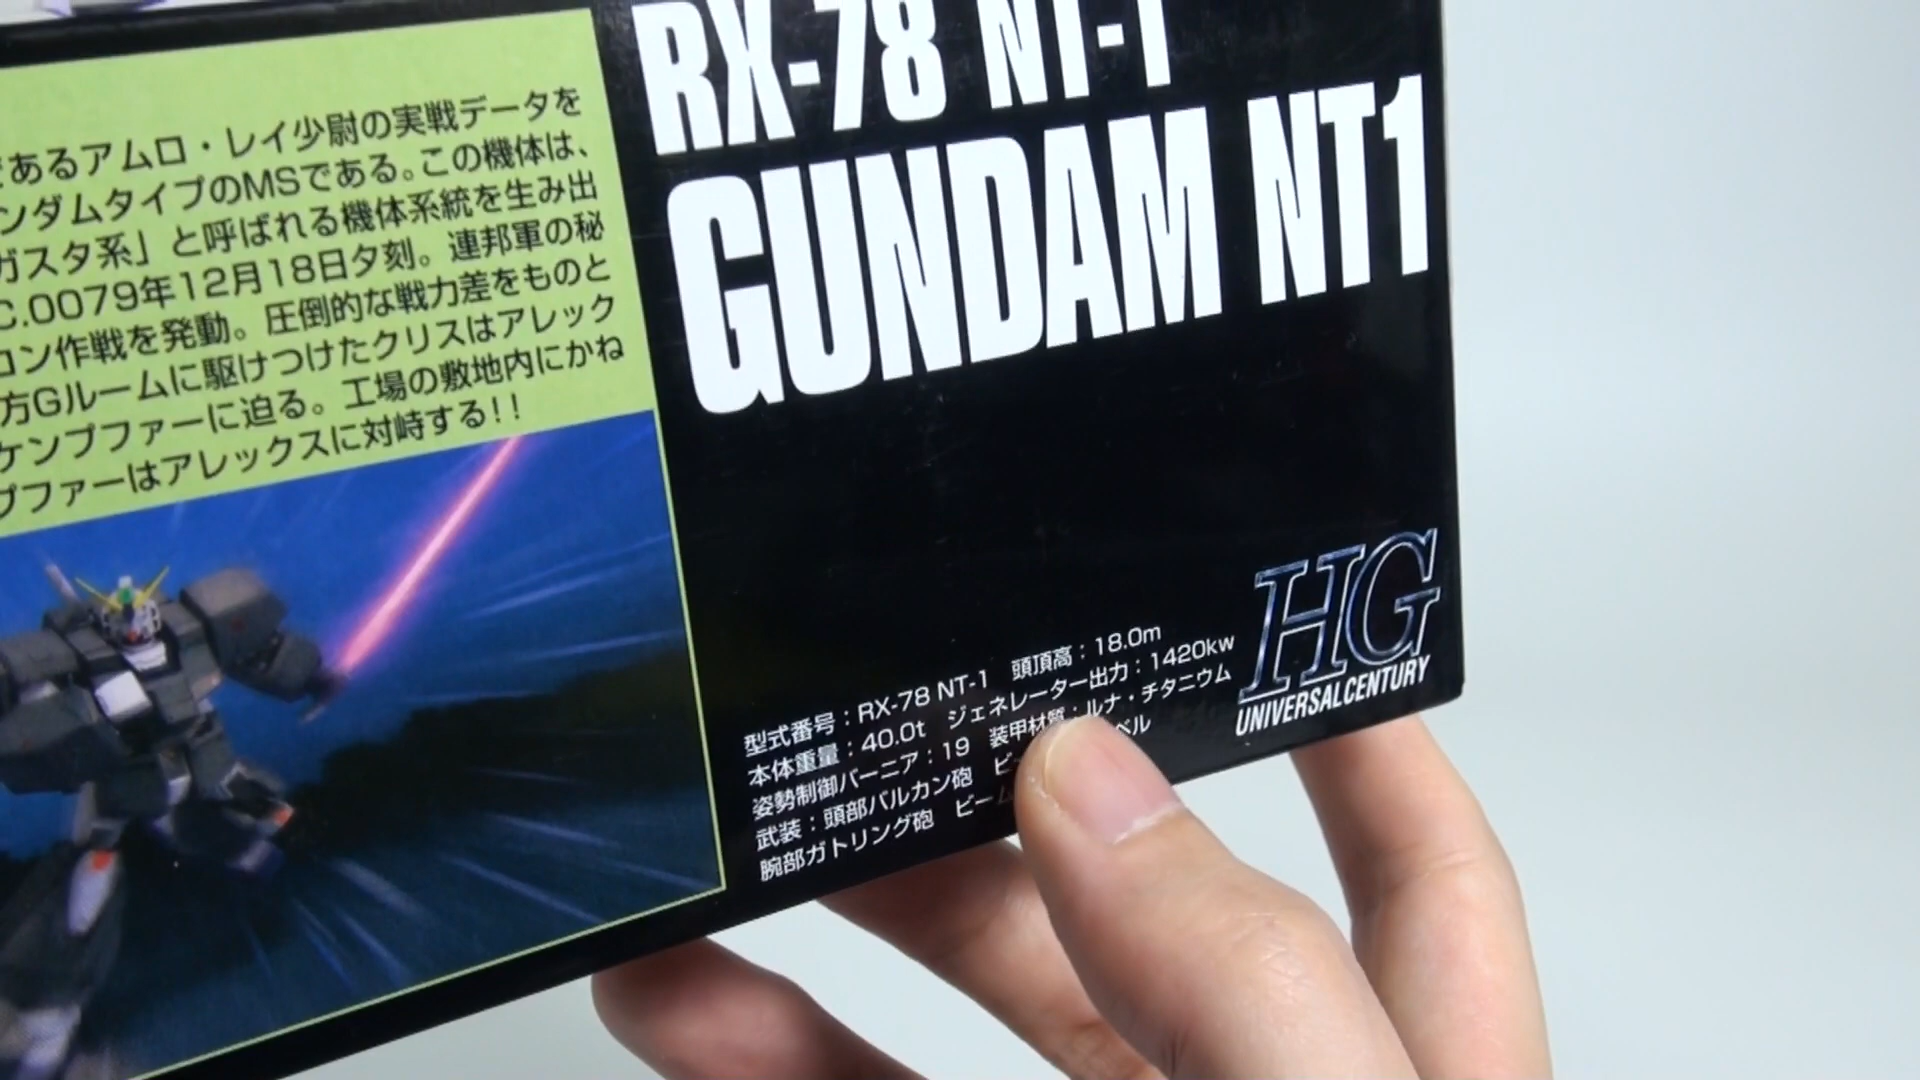 であるアムロ・レイ少尉の実戦データを
ンダムタイプのMSである。この機体は、
ガスタ系」と呼ばれる機体系統を生み出
C.0079年12月18日夕刻。連邦軍の秘
コン作戦を発動。圧倒的な戦力差をものと
方Gルームに駆けつけたクリスはアレック
ケンプファーに迫る。工場の敷地内にかね
プファーはアレックスに対峙する!!
RX-78 NT-1
GUNDAM NT1
型式番号：RX-78 NT-1　頭頂高：18.0m
本体重量：40.0t　ジェネレーター出力：1420kw
姿勢制御バーニア：19　装甲材質：ルナ・チタニウム
武装：頭部バルカン砲
腕部ガトリング砲　ビーム
HG
UNIVERSAL CENTURY